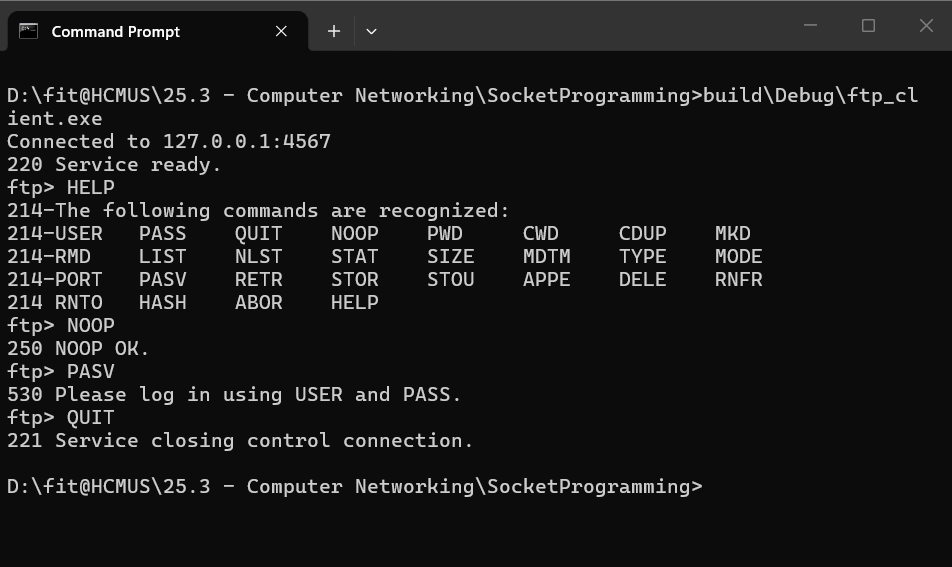 Command Prompt
D:\fit@HCMUS\25.3 - Computer Networking\SocketProgramming>build\Debug\ftp_cl
ient.exe
Connected to 127.0.0.1:4567
220 Service ready.
ftp> HELP
214-The following commands are recognized:
214-USER   PASS    QUIT    NOOP    PWD     CWD     CDUP    MKD
214-RMD    LIST    NLST    STAT    SIZE    MDTM    TYPE    MODE
214-PORT   PASV    RETR    STOR    STOU    APPE    DELE    RNFR
214 RNTO   HASH    ABOR    HELP
ftp> NOOP
250 NOOP OK.
ftp> PASV
530 Please log in using USER and PASS.
ftp> QUIT
221 Service closing control connection.
D:\fit@HCMUS\25.3 - Computer Networking\SocketProgramming>